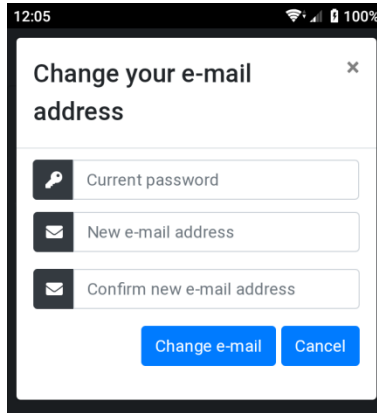 12:05 100%
Change your e-mail
address
×
Current password
New e-mail address
Confirm new e-mail address
Change e-mail Cancel